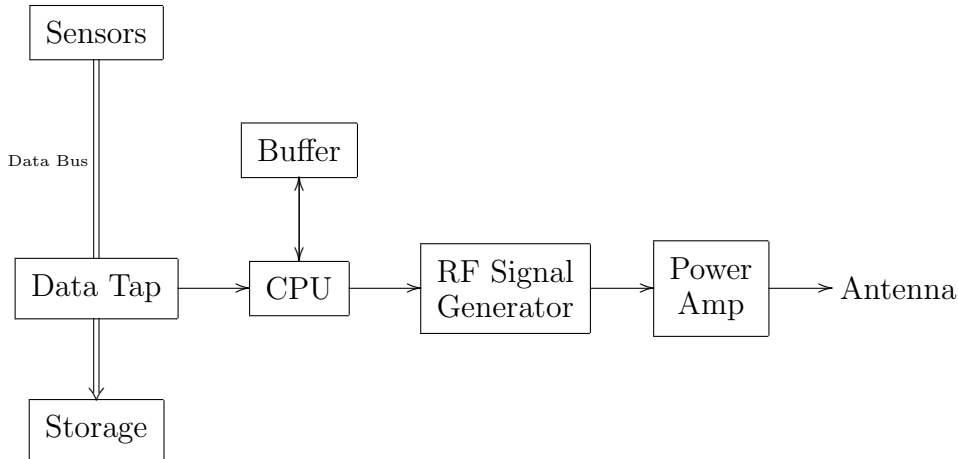 Sensors
Data Bus
Buffer
Data Tap
CPU
RF Signal
Generator
Power
Amp
Antenna
Storage